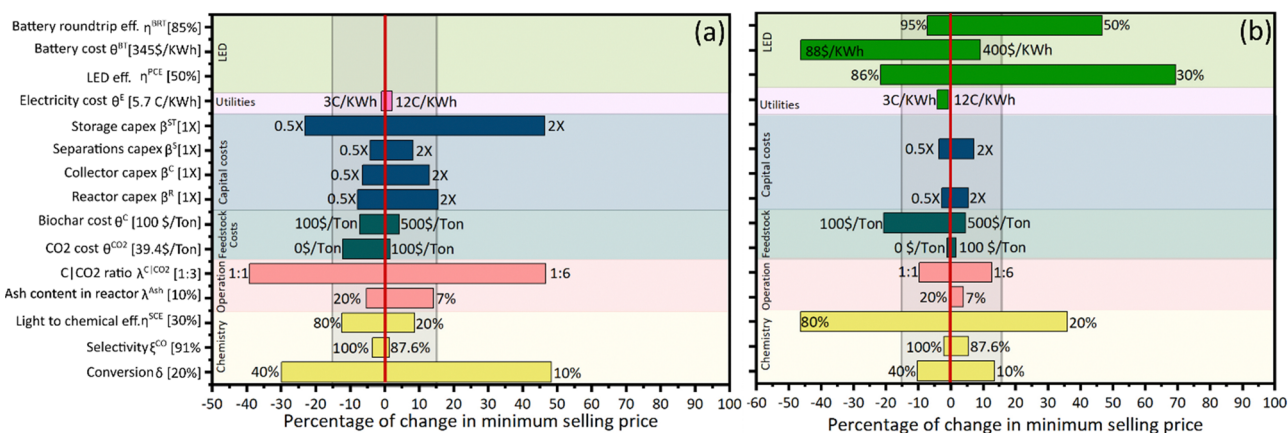 (a)
Battery roundtrip eff. η^BRT [85%]
LED
Battery cost θ^BT [345$/KWh]
LED eff. η^PCE [50%]
Electricity cost θ^E [5.7 C/KWh] Utilities 3C/KWh 12C/KWh
Capital costs
Storage capex β^ST [1X] 0.5X 2X
Separations capex β^S[1X] 0.5X 2X
Collector capex β^C [1X] 0.5X 2X
Reactor capex β^R [1X] 0.5X 2X
Feedstock Costs
Biochar cost θ^C [100 $/Ton] 100$/Ton 500$/Ton
CO2 cost θ^CO2 [39.4$/Ton] 0$/Ton 100$/Ton
Operation
C|CO2 ratio λ^C|CO2 [1:3] 1:1 1:6
Ash content in reactor λ^Ash [10%] 20% 7%
Chemistry
Light to chemical eff.η^SCE [30%] 80% 20%
Selectivity ξ^CO [91% 100% 87.6%
Conversion δ [20%] 40% 10%
-50 -40 -30 -20 -10 0 10 20 30 40 50 60 70 80 90 100
Percentage of change in minimum selling price
(b)
LED
95% 50%
88$/KWh 400$/KWh
86% 30%
Utilities 3C/KWh 12C/KWh
Capital costs
0.5X 2X
0.5X 2X
Feedstock Costs
100$/Ton 500$/Ton
0 $/Ton 100 $/Ton
Operation
1:1 1:6
20% 7%
Chemistry
80% 20%
100% 87.6%
40% 10%
-60 -50 -40 -30 -20 -10 0 10 20 30 40 50 60 70 80 90 100
Percentage of change in minimum selling price